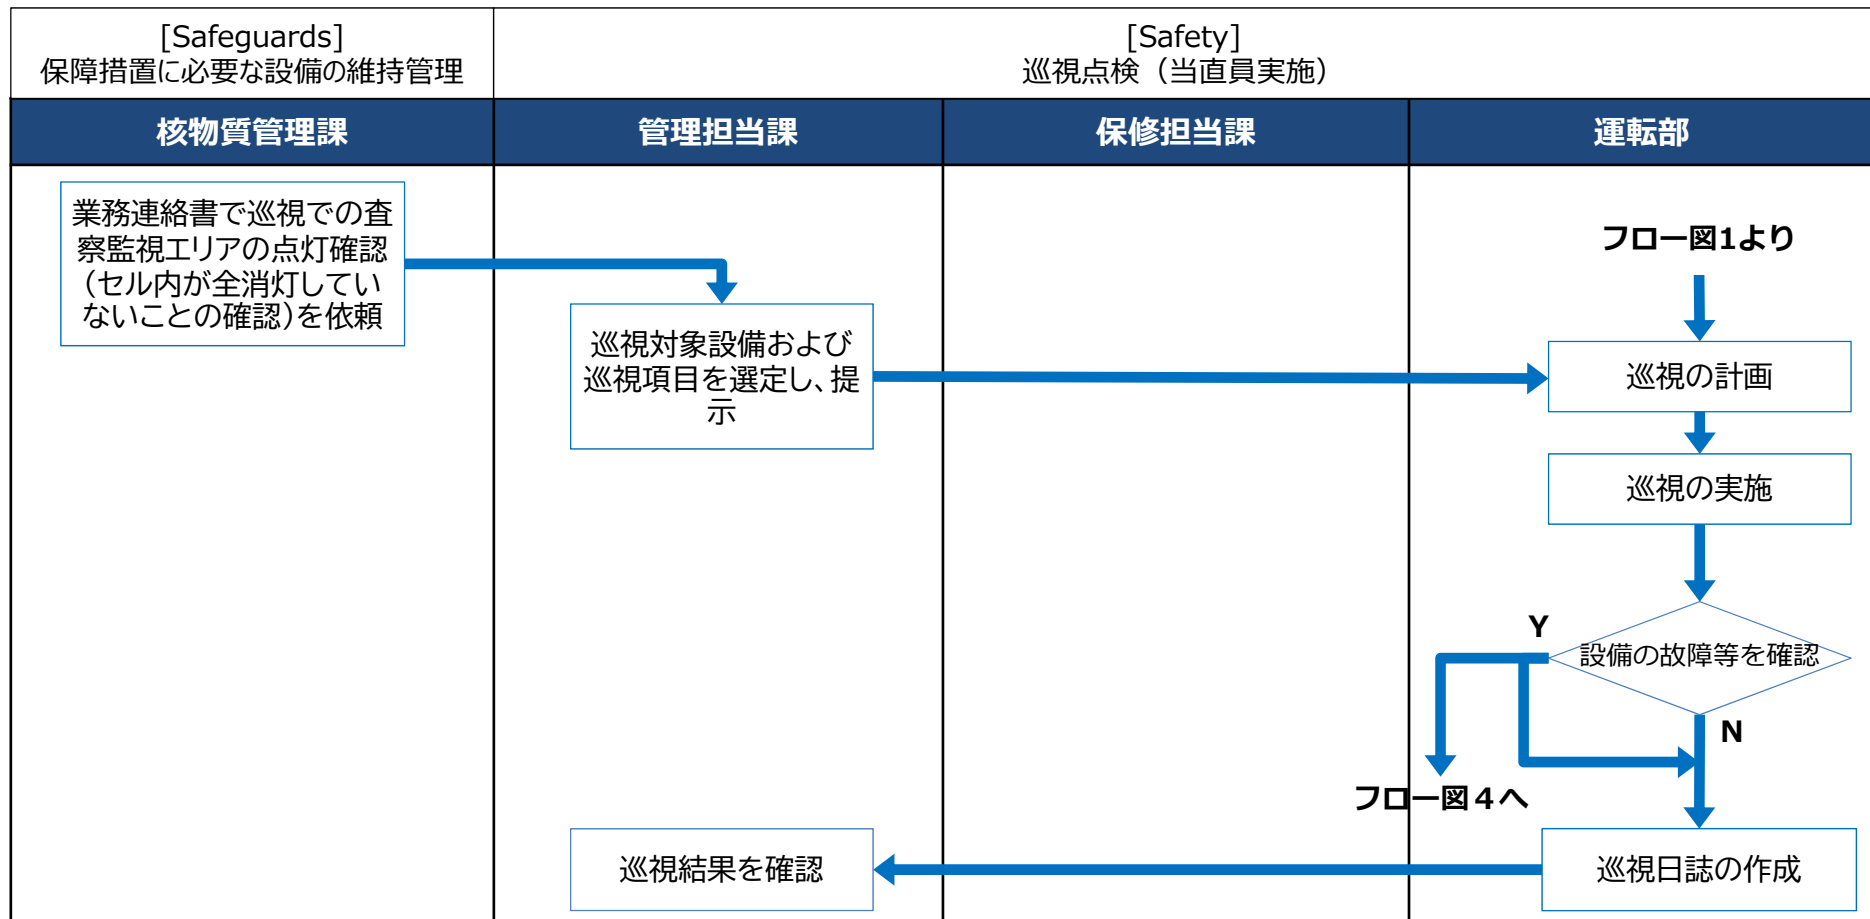 [Safeguards]
保障措置に必要な設備の維持管理
[Safety]
巡視点検（当直員実施）
核物質管理課
管理担当課
保修担当課
運転部
業務連絡書で巡視での査
察監視エリアの点灯確認
（セル内が全消灯してい
ないことの確認）を依頼
フロー図1より
巡視対象設備および
巡視項目を選定し、提
示
巡視の計画
巡視の実施
Y
設備の故障等を確認
N
フロー図４へ
巡視結果を確認
巡視日誌の作成